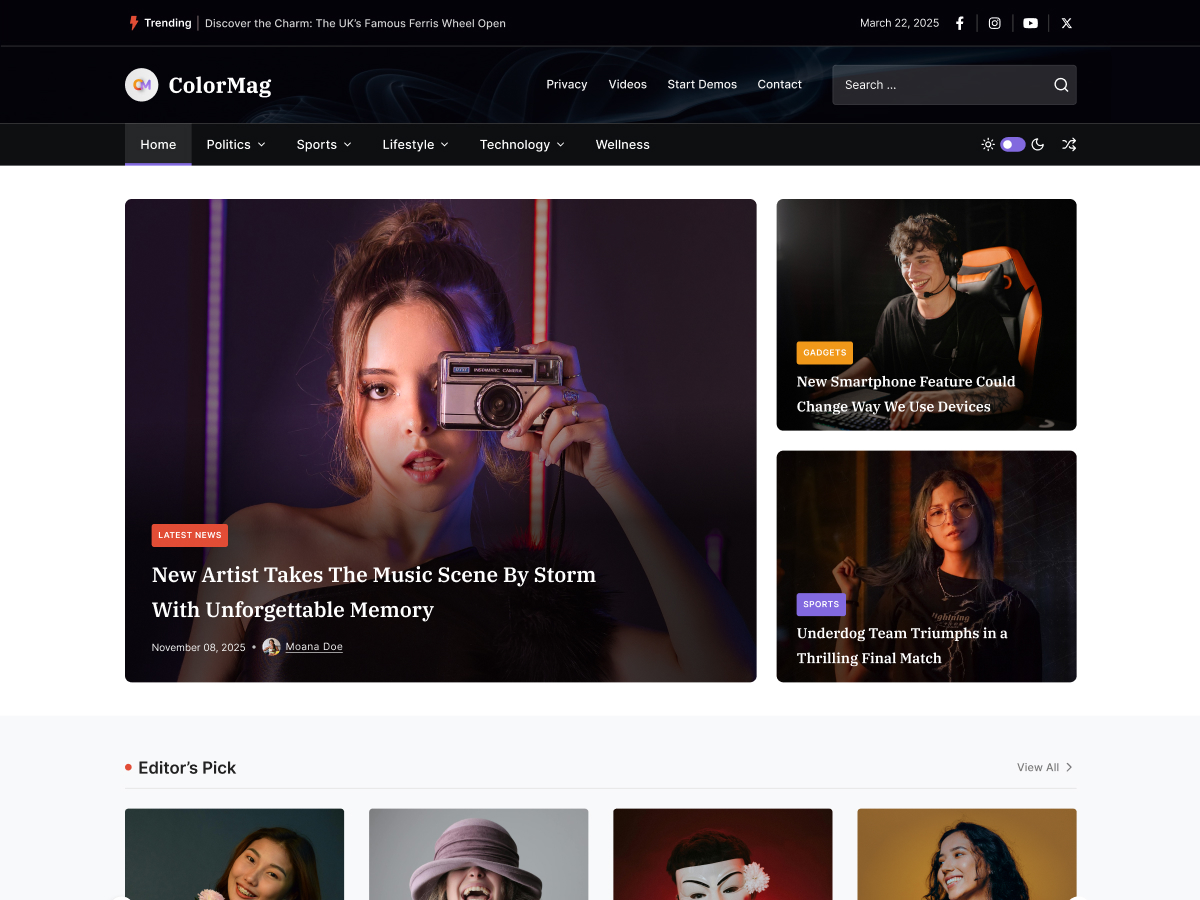 Trending | Discover the Charm: The UK's Famous Ferris Wheel Open
March 22, 2025
CM ColorMag
Privacy Videos Start Demos Contact
Search ...
Home Politics Sports Lifestyle Technology Wellness
INSTAMATIC CAMERA
LATEST NEWS
New Artist Takes The Music Scene By Storm
With Unforgettable Memory
November 08, 2025 • Moana Doe
GADGETS
New Smartphone Feature Could
Change Way We Use Devices
lightning
SPORTS
Underdog Team Triumphs in a
Thrilling Final Match
Editor's Pick
View All